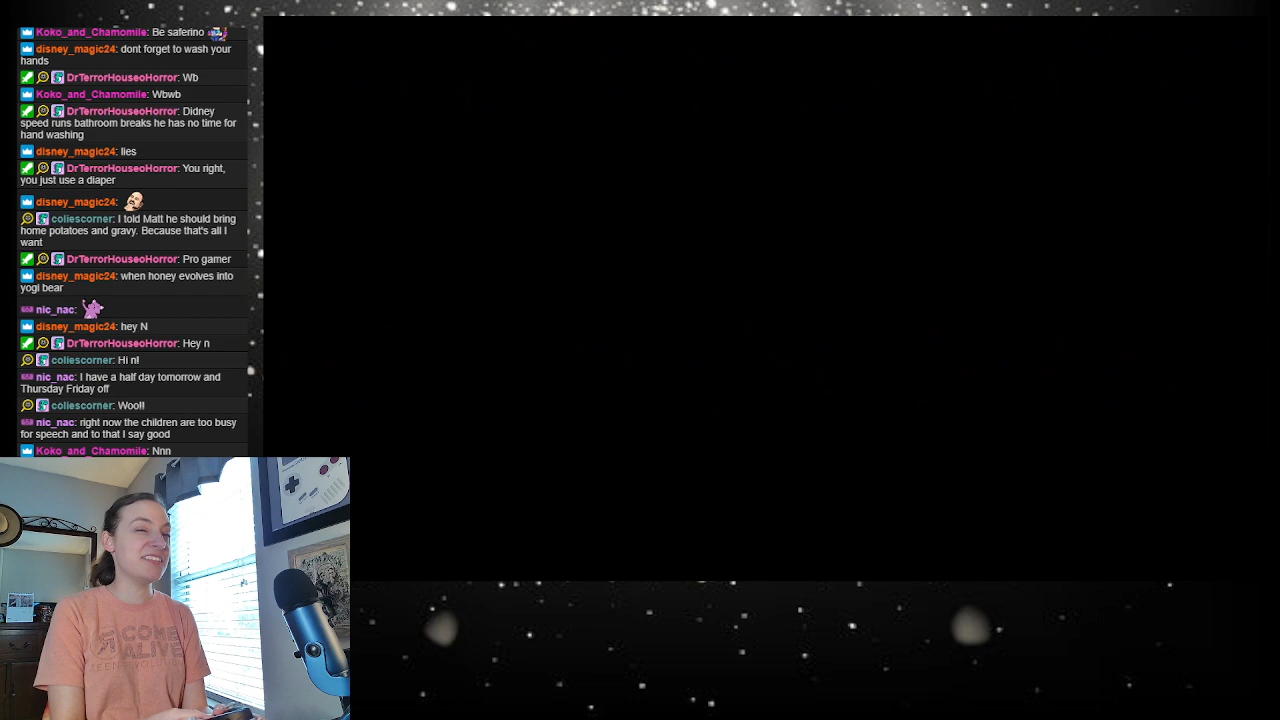 Koko_and_Chamomile: Be saferino
disney_magic24: dont forget to wash your
hands
DrTerrorHouseoHorror: Wb
Koko_and_Chamomile: Wbwb
DrTerrorHouseoHorror: Didney
speed runs bathroom breaks he has no time for
hand washing
disney_magic24: lies
DrTerrorHouseoHorror: You right,
you just use a diaper
disney_magic24:
coliescorner: I told Matt he should bring
home potatoes and gravy. Because that's all I
want
DrTerrorHouseoHorror: Pro gamer
disney_magic24: when honey evolves into
yogi bear
nic_nac:
disney_magic24: hey N
DrTerrorHouseoHorror: Hey n
coliescorner: Hi n!
nic_nac: I have a half day tomorrow and
Thursday Friday off
coliescorner: Woo!!
nic_nac: right now the children are too busy
for speech and to that I say good
Koko_and_Chamomile: Nnn
ALIVE